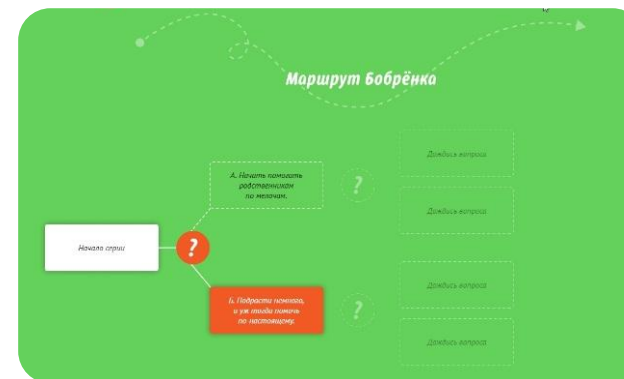 Маршрут Бобрёнка
А. Начать помогать
родственникам
по мелочам.
?
Дождись вопроса
Дождись вопроса
Начало серии
?
Б. Подрасти немного,
и уж тогда помочь
по настоящему.
?
Дождись вопроса
Дождись вопроса